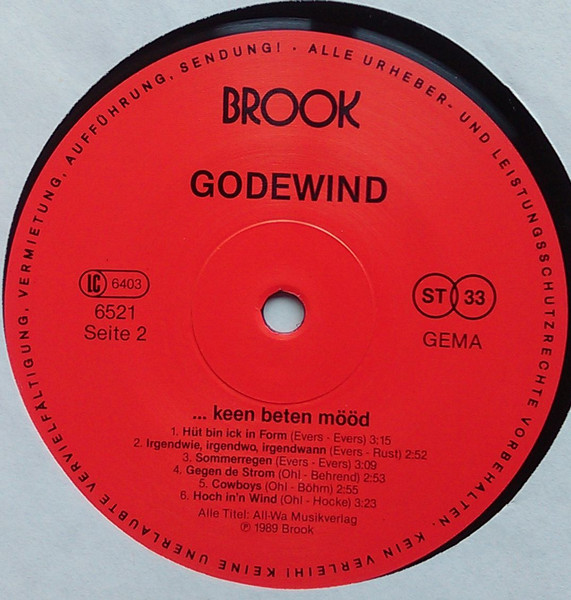 ALLE URHEBER- UND LEISTUNGSSCHUTZRECHTE VORBEHALTEN. KEIN VERLEIH! KEINE UNERLAUBTE VERVIELFÄLTIGUNG, VERMIETUNG, AUFFÜHRUNG, SENDUNG! ·
BROOK
GODEWIND
LC 6403
6521
Seite 2
ST 33
GEMA
... keen beten mööd
1. Hüt bin ick in Form (Evers - Evers) 3:15
2. Irgendwie, irgendwo, irgendwann (Evers - Rust) 2:52
3. Sommerregen (Evers - Evers) 3:09
4. Gegen de Strom (Ohl - Behrend) 2:53
5. Cowboys (Ohl - Böhm) 2:55
6. Hoch in'n Wind (Ohl - Hocke) 3:23
Alle Titel: All-Wa Musikverlag
℗ 1989 Brook